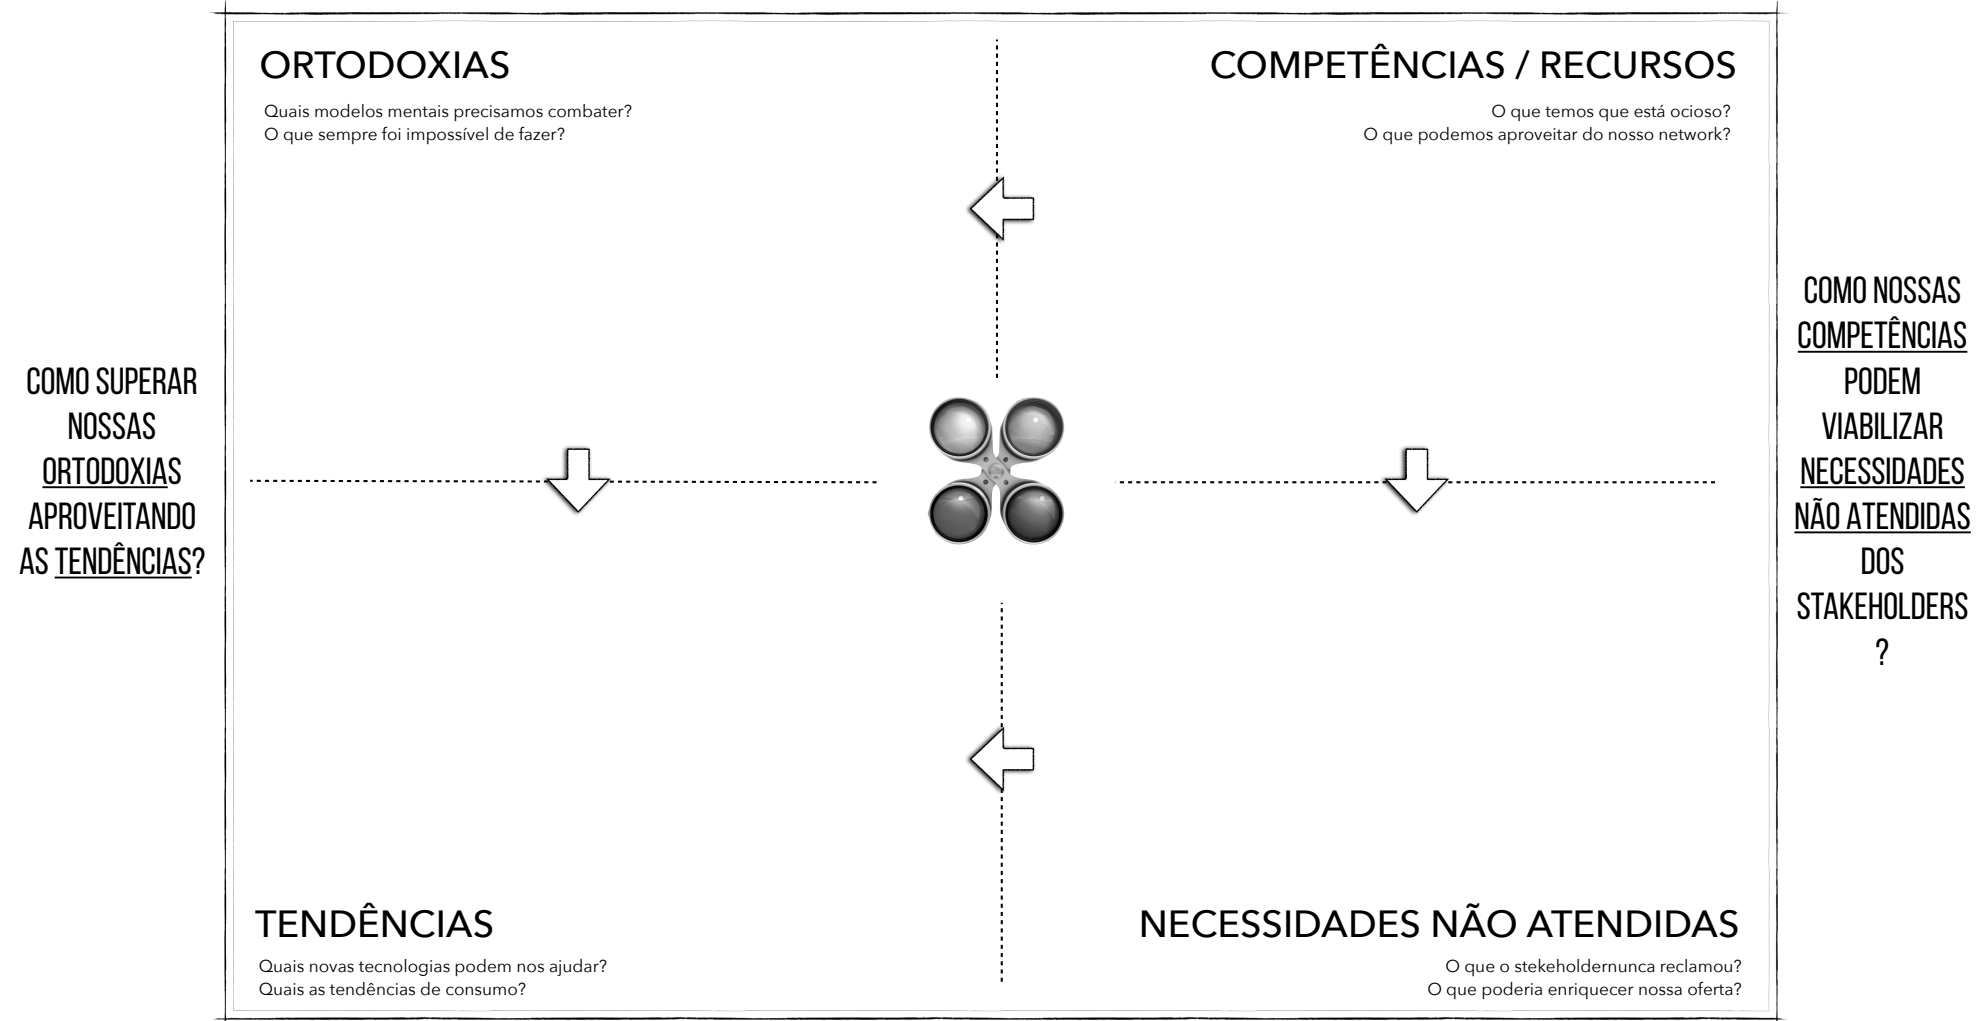 ORTODOXIAS
Quais modelos mentais precisamos combater?
O que sempre foi impossível de fazer?
COMPETÊNCIAS / RECURSOS
O que temos que está ocioso?
O que podemos aproveitar do nosso network?
COMO SUPERAR
NOSSAS
ORTODOXIAS
APROVEITANDO
AS TENDÊNCIAS?
COMO NOSSAS
COMPETÊNCIAS
PODEM
VIABILIZAR
NECESSIDADES
NÃO ATENDIDAS
DOS
STAKEHOLDERS
?
TENDÊNCIAS
Quais novas tecnologias podem nos ajudar?
Quais as tendências de consumo?
NECESSIDADES NÃO ATENDIDAS
O que o stekeholdernunca reclamou?
O que poderia enriquecer nossa oferta?